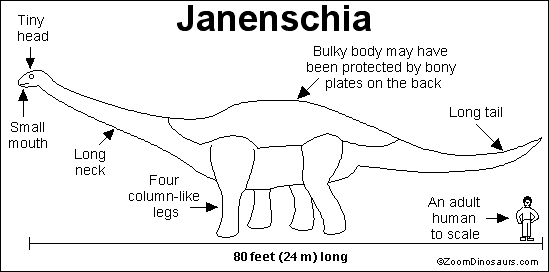 Janenschia
Tiny
head
Bulky body may have
been protected by bony
plates on the back
Long tail
Small
mouth
Long
neck
Four
column-like
legs
An adult
human
to scale
80 feet (24 m) long
©ZoomDinosaurs.com